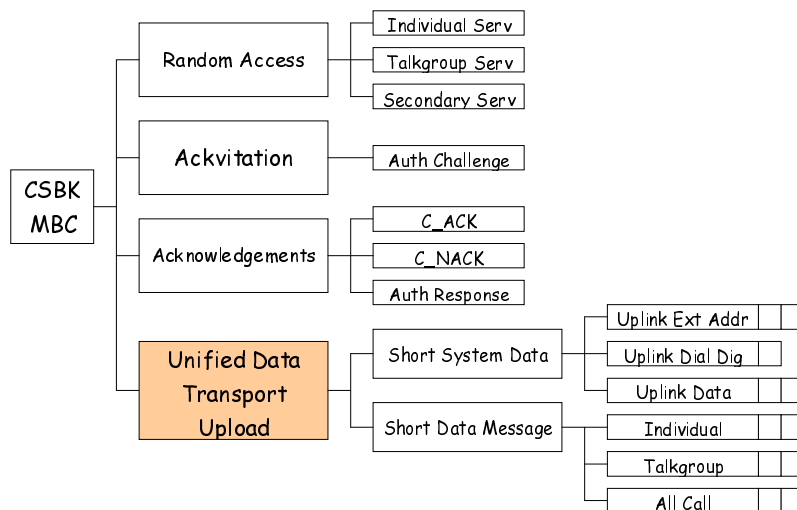 Individual Serv
Random Access
Talkgroup Serv
Secondary Serv
Ackvitation
Auth Challenge
CSBK
MBC
C_ACK
Acknowledgements
C_NACK
Auth Response
Uplink Ext Addr
Unified Data
Transport
Upload
Short System Data
Uplink Dial Dig
Uplink Data
Short Data Message
Individual
Talkgroup
All Call